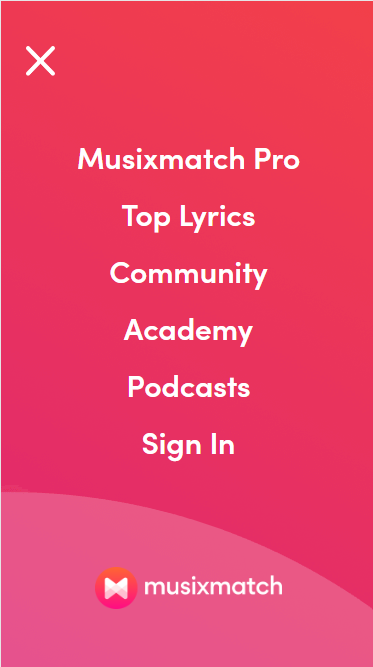 Musixmatch Pro
Top Lyrics
Community
Academy
Podcasts
Sign In
musixmatch